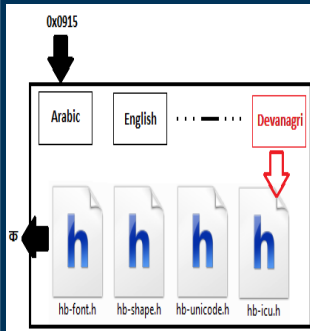 0x0915
Arabic English Devanagri
क
h h h h
hb-font.h hb-shape.h hb-unicode.h hb-icu.h